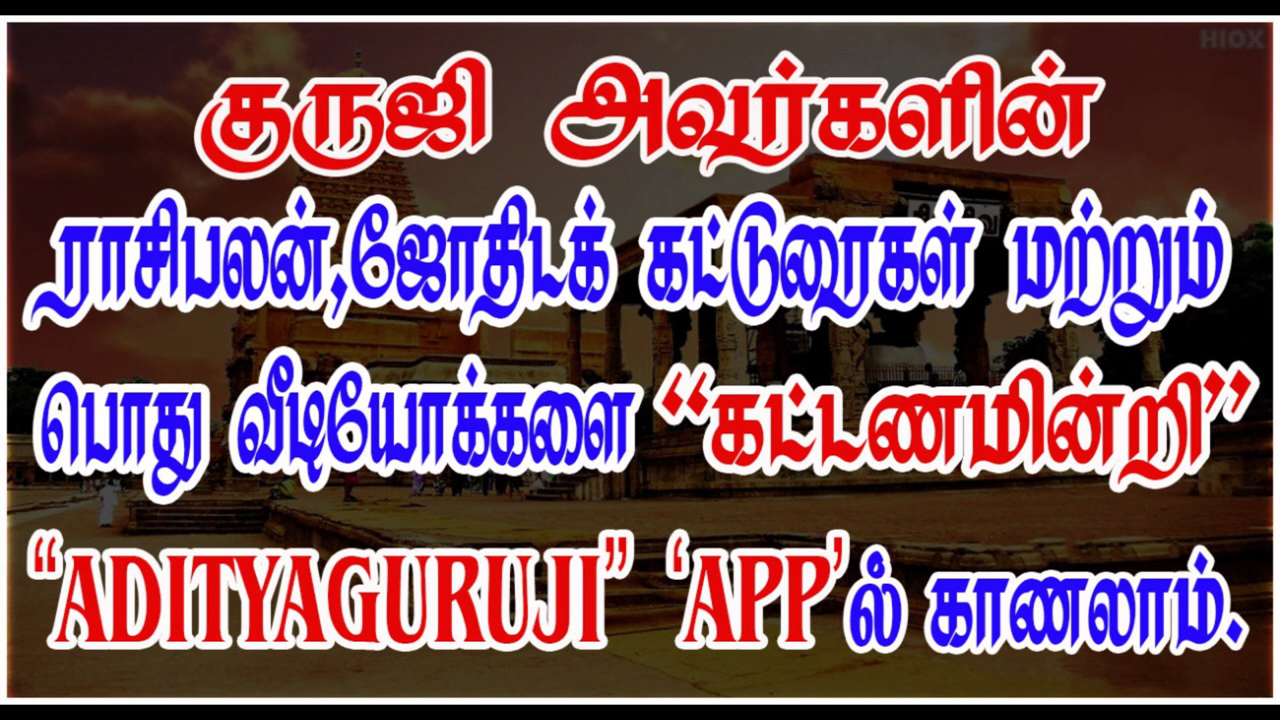 HIOX
குருஜி அவர்களின்
ராசிபலன்,ஜோதிடக் கட்டுரைகள் மற்றும்
பொது வீடியோக்களை “கட்டணமின்றி”
“ADITYAGURUJI” ‘APP’ல் காணலாம்.